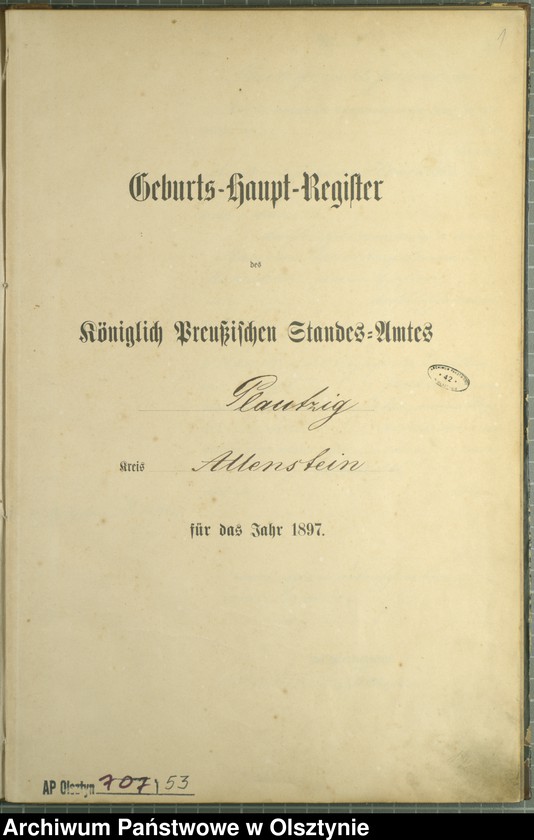 1
Geburts-Haupt-Register
des
Königlich Preußischen Standes-Amtes
Plautzig
42
Kreis Allenstein
für das Jahr 1897.
AP Olsztyn 707/53
Archiwum Państwowe w Olsztynie